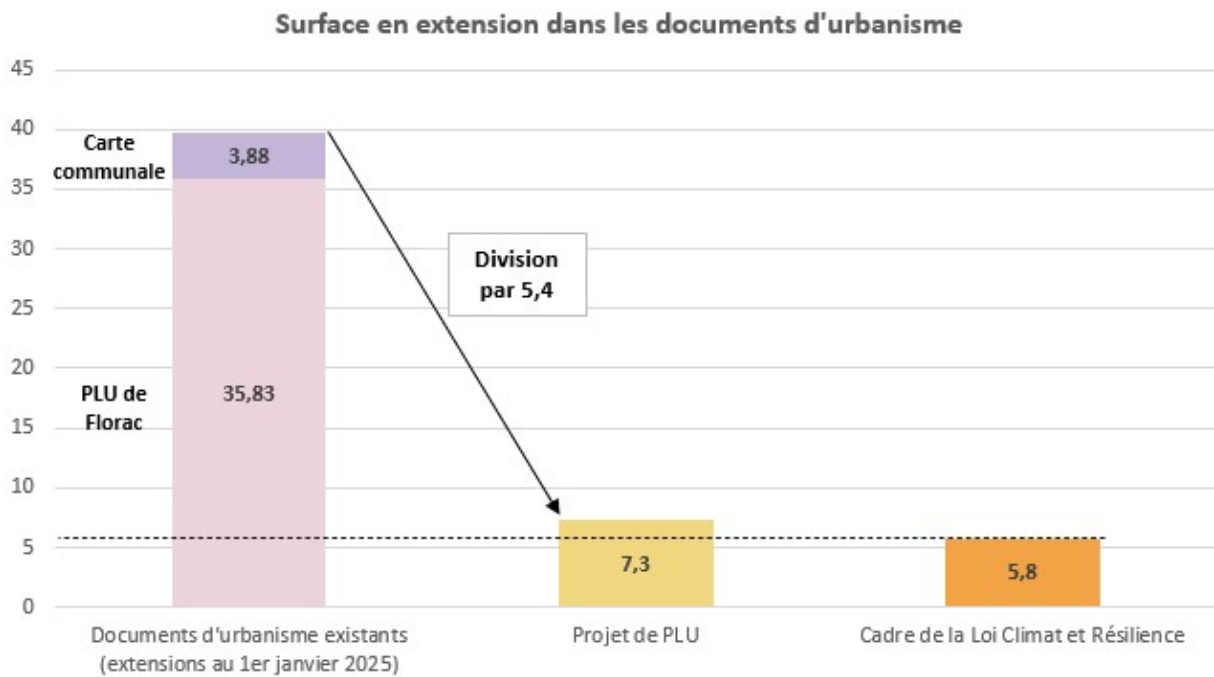 Surface en extension dans les documents d'urbanisme
45
40
35
30
25
20
15
10
5
0
Carte
communale
3,88
PLU de
Florac
35,83
Division
par 5,4
7,3
5,8
Documents d'urbanisme existants
(extensions au 1er janvier 2025)
Projet de PLU
Cadre de la Loi Climat et Résilience